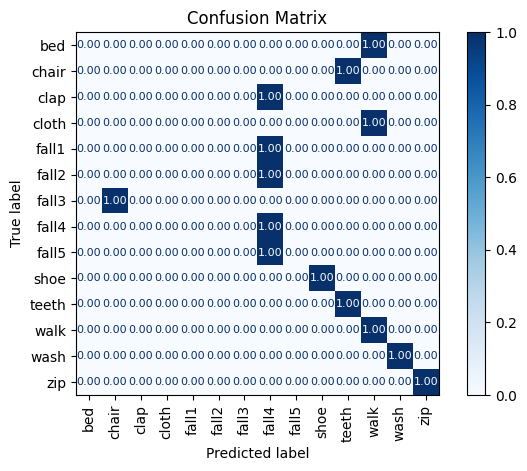 Confusion Matrix
bed 0.00 0.00 0.00 0.00 0.00 0.00 0.00 0.00 0.00 0.00 0.00 1.00 0.00 0.00 1.0
chair 0.00 0.00 0.00 0.00 0.00 0.00 0.00 0.00 0.00 0.00 1.00 0.00 0.00 0.00
clap 0.00 0.00 0.00 0.00 0.00 0.00 0.00 1.00 0.00 0.00 0.00 0.00 0.00 0.00
cloth 0.00 0.00 0.00 0.00 0.00 0.00 0.00 0.00 0.00 0.00 0.00 1.00 0.00 0.00 0.8
fall1 0.00 0.00 0.00 0.00 0.00 0.00 0.00 1.00 0.00 0.00 0.00 0.00 0.00 0.00
fall2 0.00 0.00 0.00 0.00 0.00 0.00 0.00 1.00 0.00 0.00 0.00 0.00 0.00 0.00 0.6
fall3 0.00 1.00 0.00 0.00 0.00 0.00 0.00 0.00 0.00 0.00 0.00 0.00 0.00 0.00
True label
fall4 0.00 0.00 0.00 0.00 0.00 0.00 0.00 1.00 0.00 0.00 0.00 0.00 0.00 0.00
fall5 0.00 0.00 0.00 0.00 0.00 0.00 0.00 1.00 0.00 0.00 0.00 0.00 0.00 0.00 0.4
shoe 0.00 0.00 0.00 0.00 0.00 0.00 0.00 0.00 0.00 1.00 0.00 0.00 0.00 0.00
teeth 0.00 0.00 0.00 0.00 0.00 0.00 0.00 0.00 0.00 0.00 1.00 0.00 0.00 0.00
walk 0.00 0.00 0.00 0.00 0.00 0.00 0.00 0.00 0.00 0.00 0.00 1.00 0.00 0.00 0.2
wash 0.00 0.00 0.00 0.00 0.00 0.00 0.00 0.00 0.00 0.00 0.00 0.00 1.00 0.00
zip 0.00 0.00 0.00 0.00 0.00 0.00 0.00 0.00 0.00 0.00 0.00 0.00 0.00 1.00 0.0
bed chair clap cloth fall1 fall2 fall3 fall4 fall5 shoe teeth walk wash zip
Predicted label